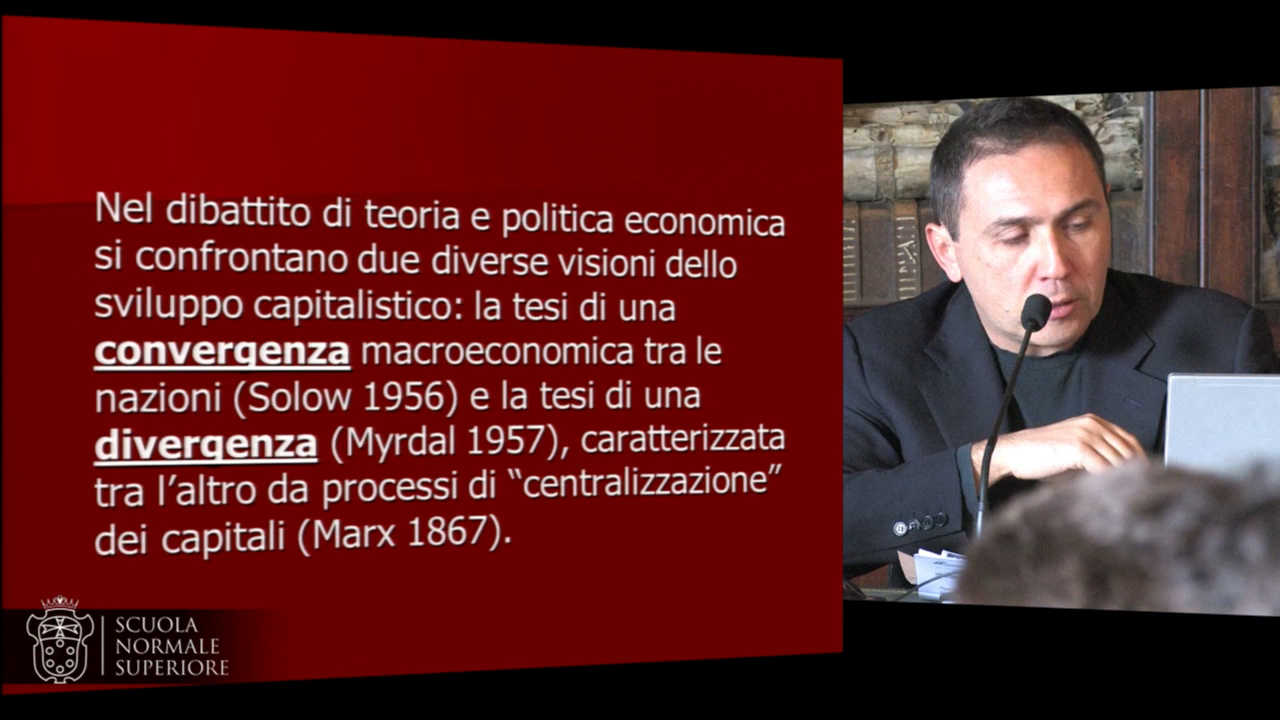 Nel dibattito di teoria e politica economica
si confrontano due diverse visioni dello
sviluppo capitalistico: la tesi di una
convergenza macroeconomica tra le
nazioni (Solow 1956) e la tesi di una
divergenza (Myrdal 1957), caratterizzata
tra l’altro da processi di “centralizzazione”
dei capitali (Marx 1867).
SCUOLA
NORMALE
SUPERIORE